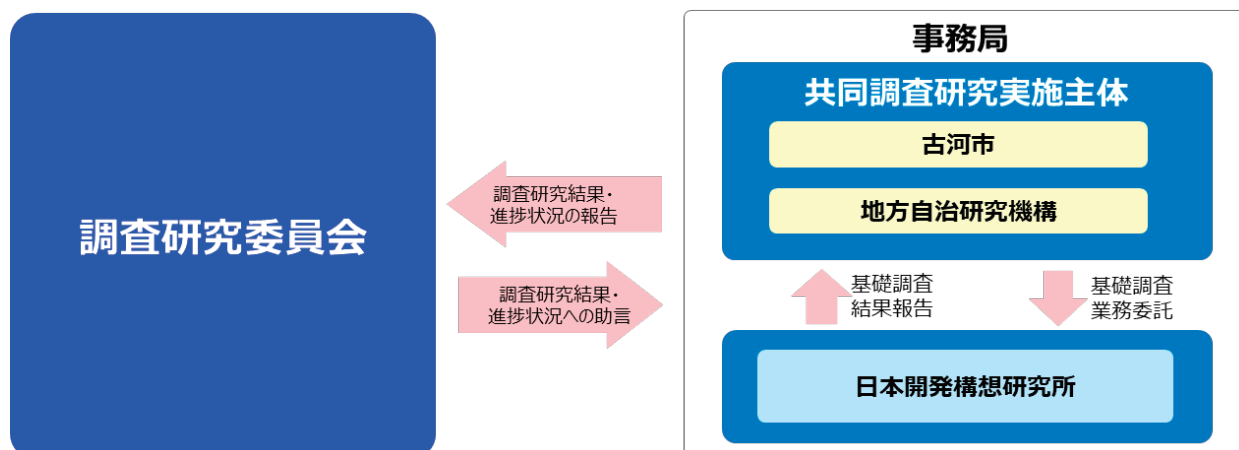 調査研究委員会
調査研究結果・
進捗状況の報告
調査研究結果・
進捗状況への助言
事務局
共同調査研究実施主体
古河市
地方自治研究機構
基礎調査
結果報告
基礎調査
業務委託
日本開発構想研究所